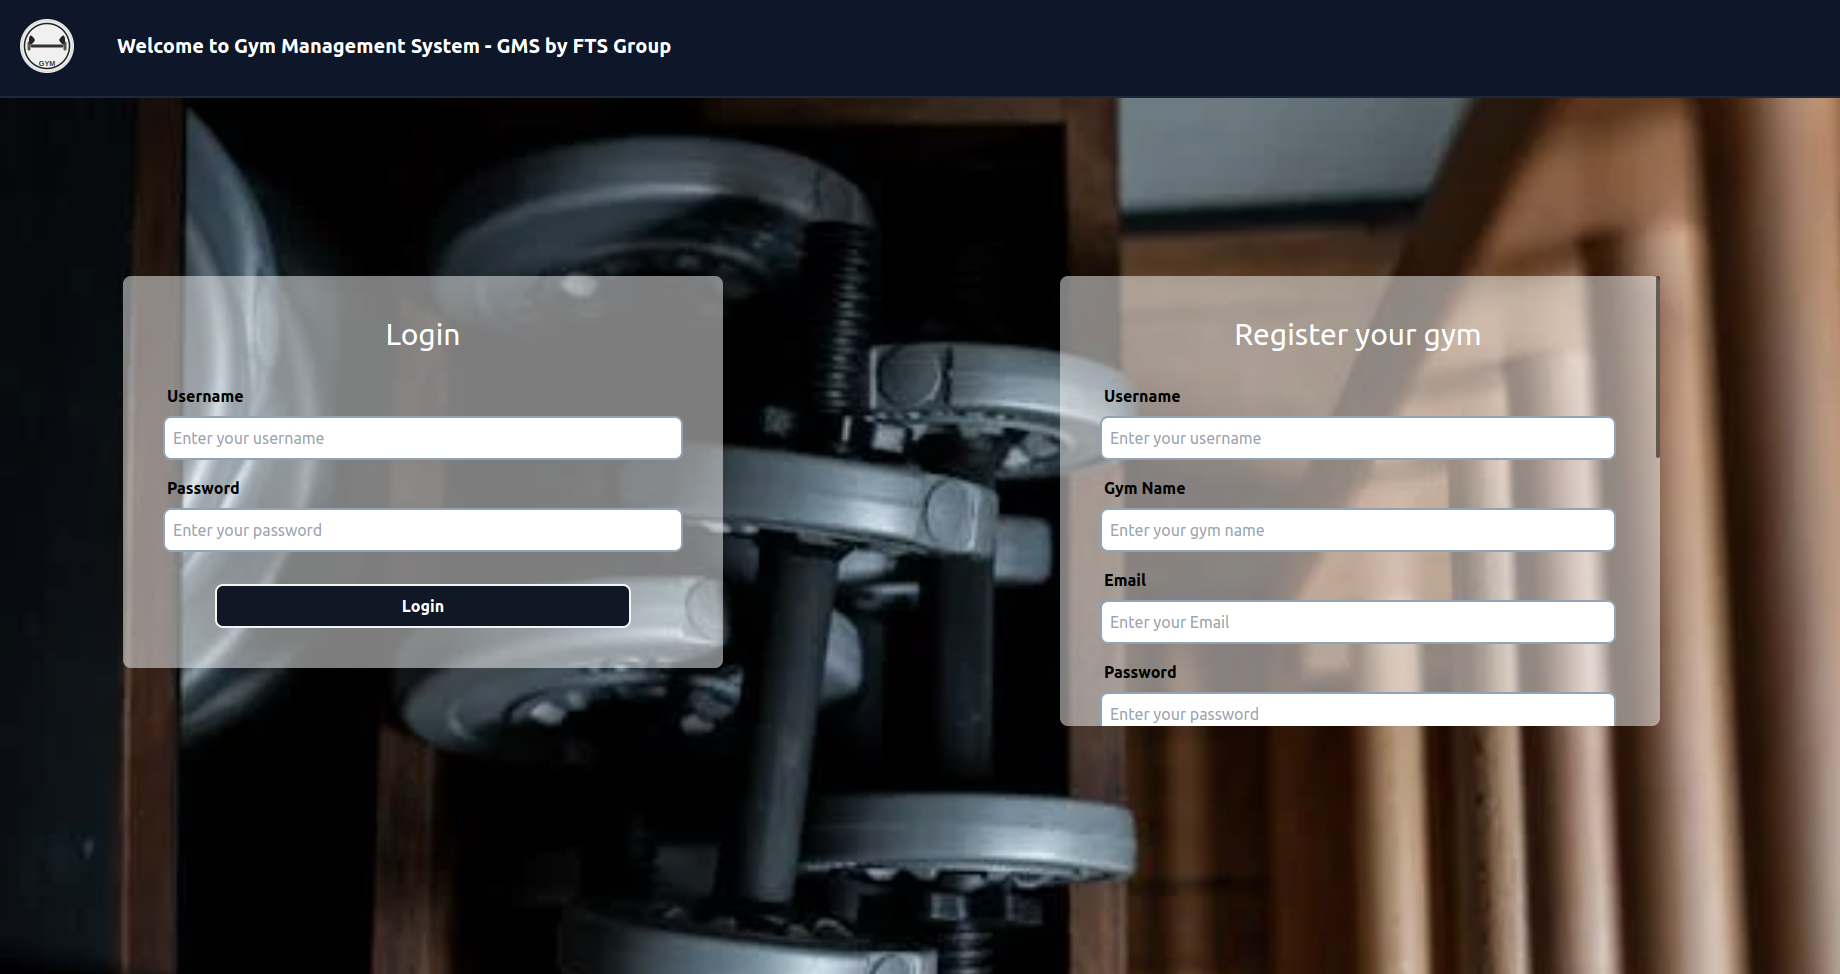 GYM
Welcome to Gym Management System - GMS by FTS Group
Login
Username
Enter your username
Password
Enter your password
Login
Register your gym
Username
Enter your username
Gym Name
Enter your gym name
Email
Enter your Email
Password
Enter your password